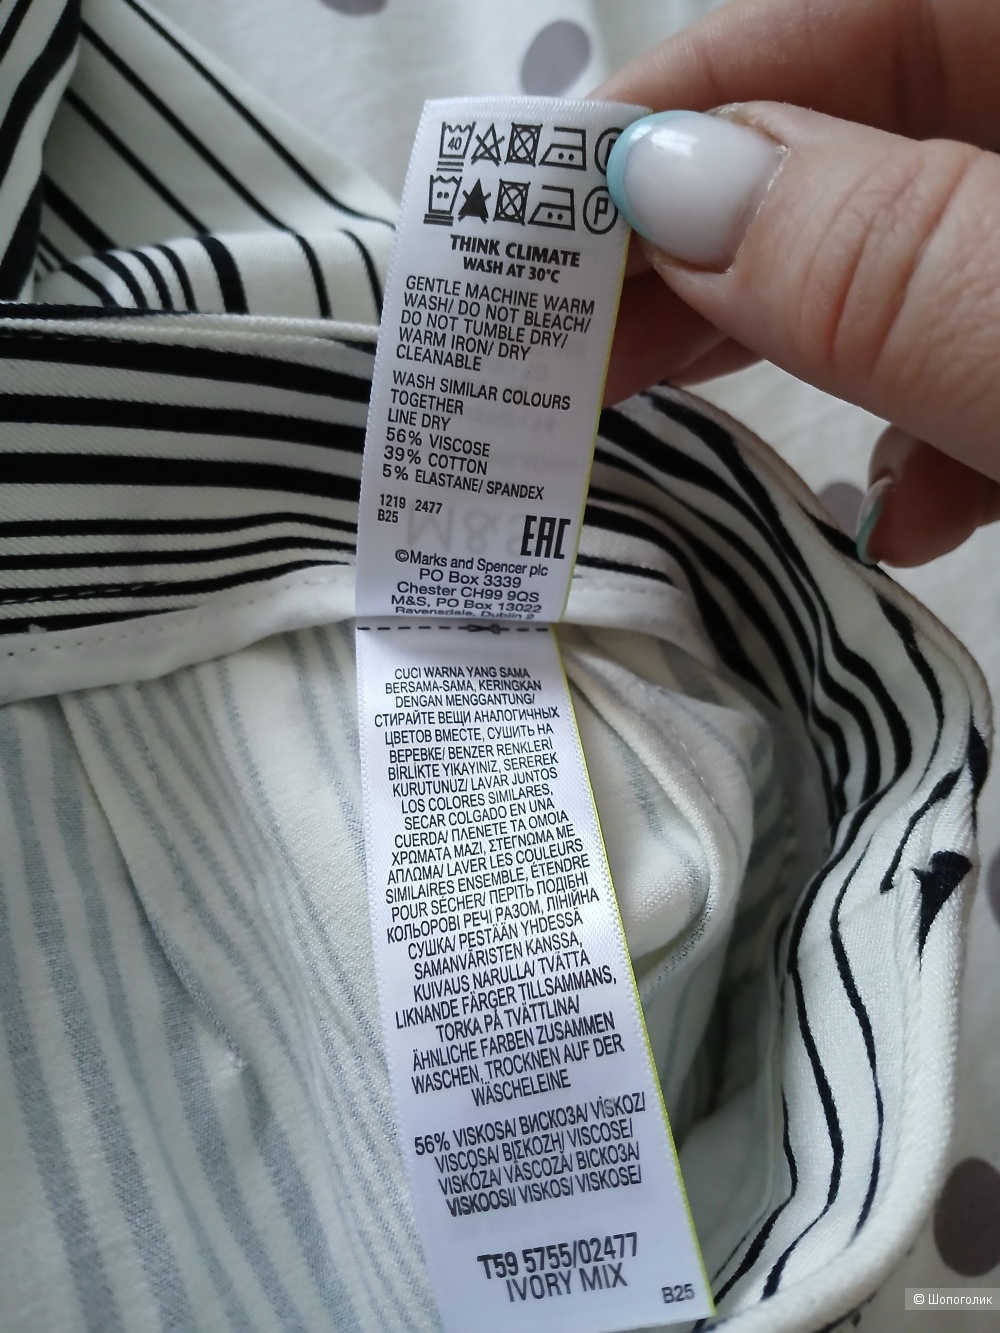 40
P
THINK CLIMATE
WASH AT 30°C
GENTLE MACHINE WARM
WASH/ DO NOT BLEACH/
DO NOT TUMBLE DRY/
WARM IRON/ DRY
CLEANABLE
WASH SIMILAR COLOURS
TOGETHER
LINE DRY
56% VISCOSE
39% COTTON
5% ELASTANE/ SPANDEX
1219 2477
B25
EAC
©Marks and Spencer plc
PO Box 3339
Chester CH99 9QS
M&S, PO Box 13022
Ravensdale, Dublin 2
CUCI WARNA YANG SAMA
BERSAMA-SAMA, KERINGKAN
DENGAN MENGGANTUNG/
СТИРАЙТЕ ВЕЩИ АНАЛОГИЧНЫХ
ЦВЕТОВ ВМЕСТЕ, СУШИТЬ НА
ВЕРЕВКЕ/ BENZER RENKLERİ
BİRLİKTE YIKAYINIZ, SEREREK
KURUTUNUZ/ LAVAR JUNTOS
LOS COLORES SIMILARES,
SECAR COLGADO EN UNA
CUERDA/ ΠΛΕΝΕΤΕ ΤΑ ΟΜΟΙΑ
ΧΡΩΜΑΤΑ ΜΑΖΙ, ΣΤΕΓΝΩΜΑ ΜΕ
ΑΠΛΩΜΑ/ LAVER LES COULEURS
SIMILAIRES ENSEMBLE, ÉTENDRE
POUR SÉCHER/ ПЕРІТЬ ПОДІБНІ
КОЛЬОРОВІ РЕЧІ РАЗОМ, ЛІНІЙНА
СУШКА/ PESTÄÄN YHDESSÄ
SAMANVÄRISTEN KANSSA,
KUIVAUS NARULLA/ TVÄTTA
LIKNANDE FÄRGER TILLSAMMANS,
TORKA PÅ TVÄTTLINA/
ÄHNLICHE FARBEN ZUSAMMEN
WASCHEN, TROCKNEN AUF DER
WÄSCHELEINE
56% VISKOSA/ ВИСКОЗА/ VİSKOZ/
VISCOSA/ ΒΙΣΚΟΖΗ/ VISCOSE/
VISKÓZA/ VÂSCOZĂ/ ВІСКОЗА/
VISKOOSI/ VISKOS/ VISKOSE/
T59 5755/02477
IVORY MIX
B25
© Шопоголик